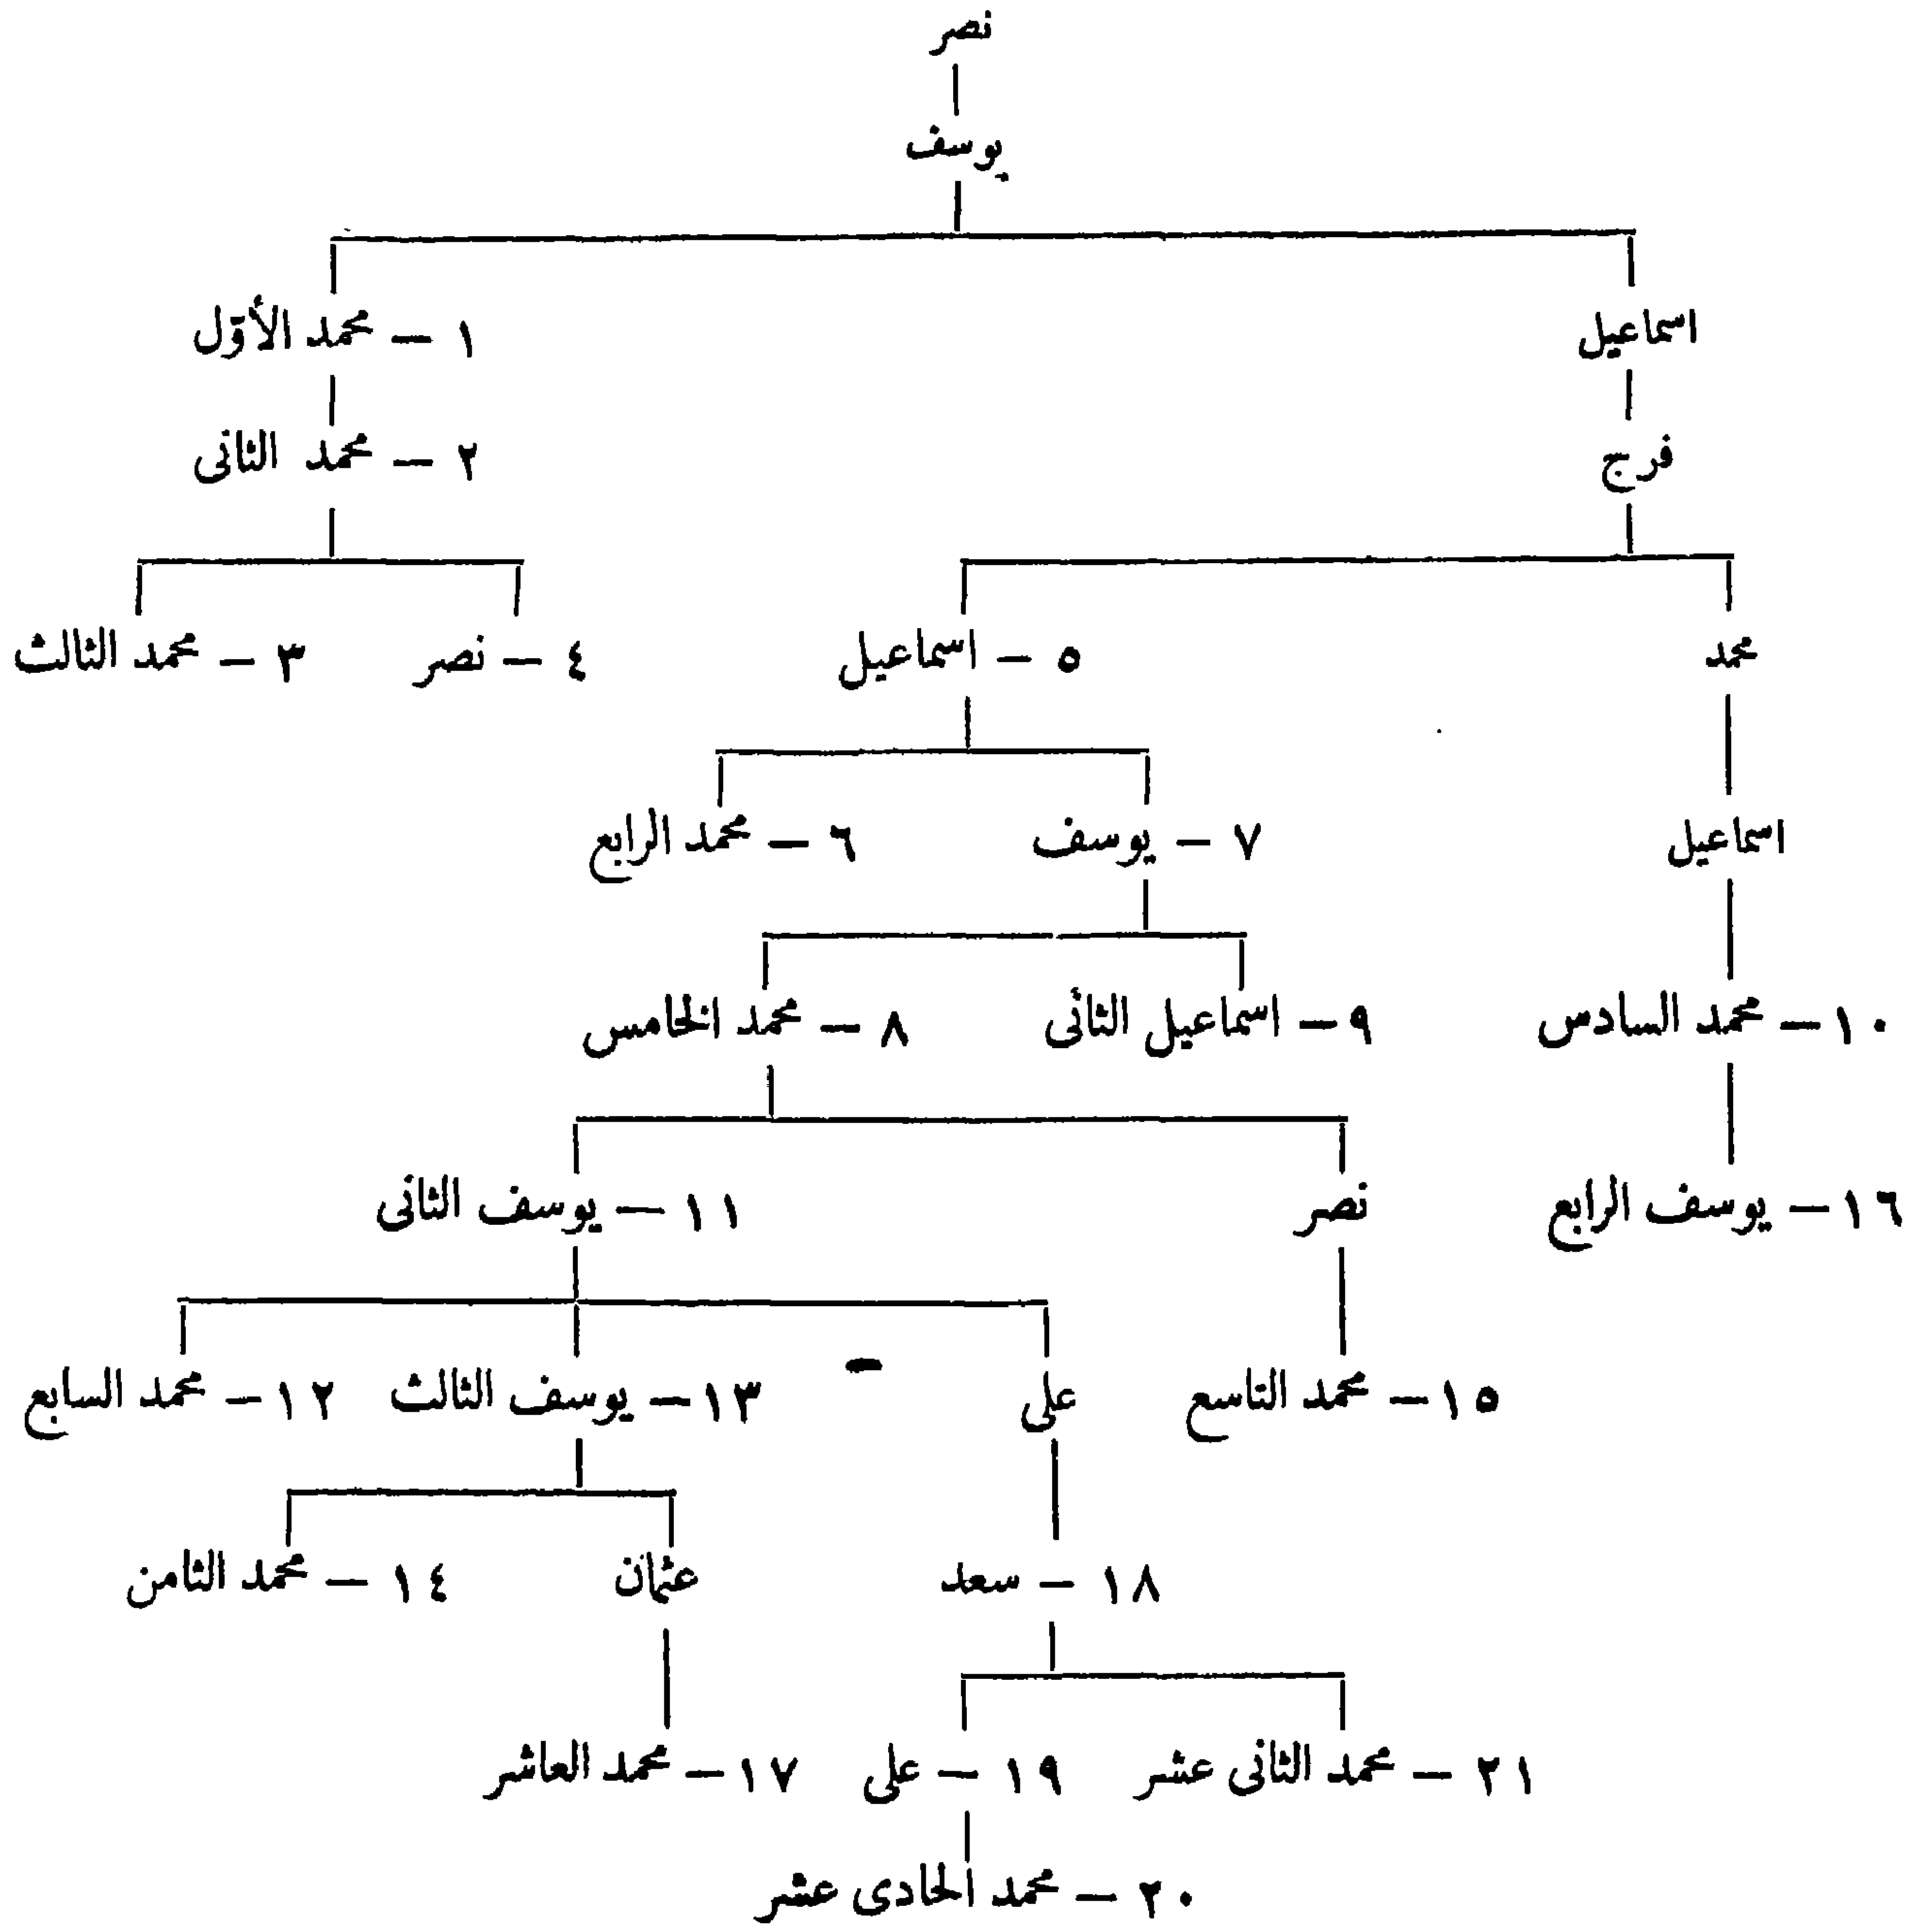 نصر
يوسف
اسماعيل
١ – محمد الأوّل
فرج
٢ – محمد الثانى
محمد
٥ – اسماعيل
٤ – نصر
٣ – محمد الثالث
اسماعيل
٧ – يوسف
٦ – محمد الرابع
١٠ – محمد السادس
٩ – اسماعيل الثانى
٨ – محمد الخامس
١٦ – يوسف الرابع
نصر
١١ – يوسف الثانى
١٥ – محمد التاسع
على
١٣ – يوسف الثالث
١٢ – محمد السابع
١٨ – سعد
عثمان
١٤ – محمد الثامن
٢١ – محمد الثانى عشر
١٩ – على
١٧ – محمد العاشر
٢٠ – محمد الحادى عشر